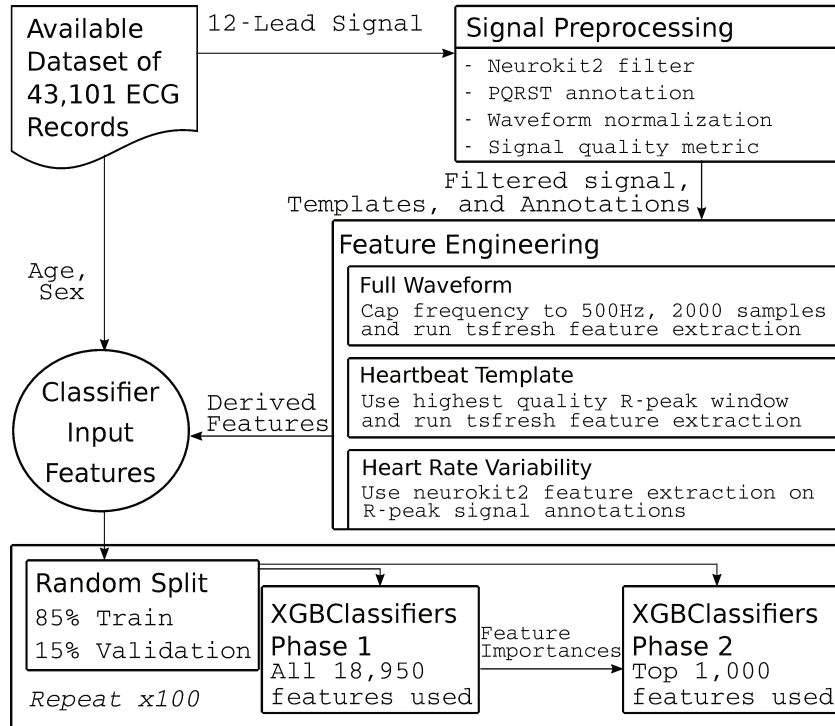 Available
Dataset of
43,101 ECG
Records
12-Lead Signal
Signal Preprocessing
- Neurokit2 filter
- PQRST annotation
- Waveform normalization
- Signal quality metric
Filtered signal,
Templates, and Annotations
Age,
Sex
Feature Engineering
Full Waveform
Cap frequency to 500Hz, 2000 samples
and run tsfresh feature extraction
Heartbeat Template
Use highest quality R-peak window
and run tsfresh feature extraction
Heart Rate Variability
Use neurokit2 feature extraction on
R-peak signal annotations
Derived
Features
Classifier
Input
Features
Random Split
85% Train
15% Validation
Repeat x100
XGBClassifiers
Phase 1
All 18,950
features used
Feature
Importances
XGBClassifiers
Phase 2
Top 1,000
features used